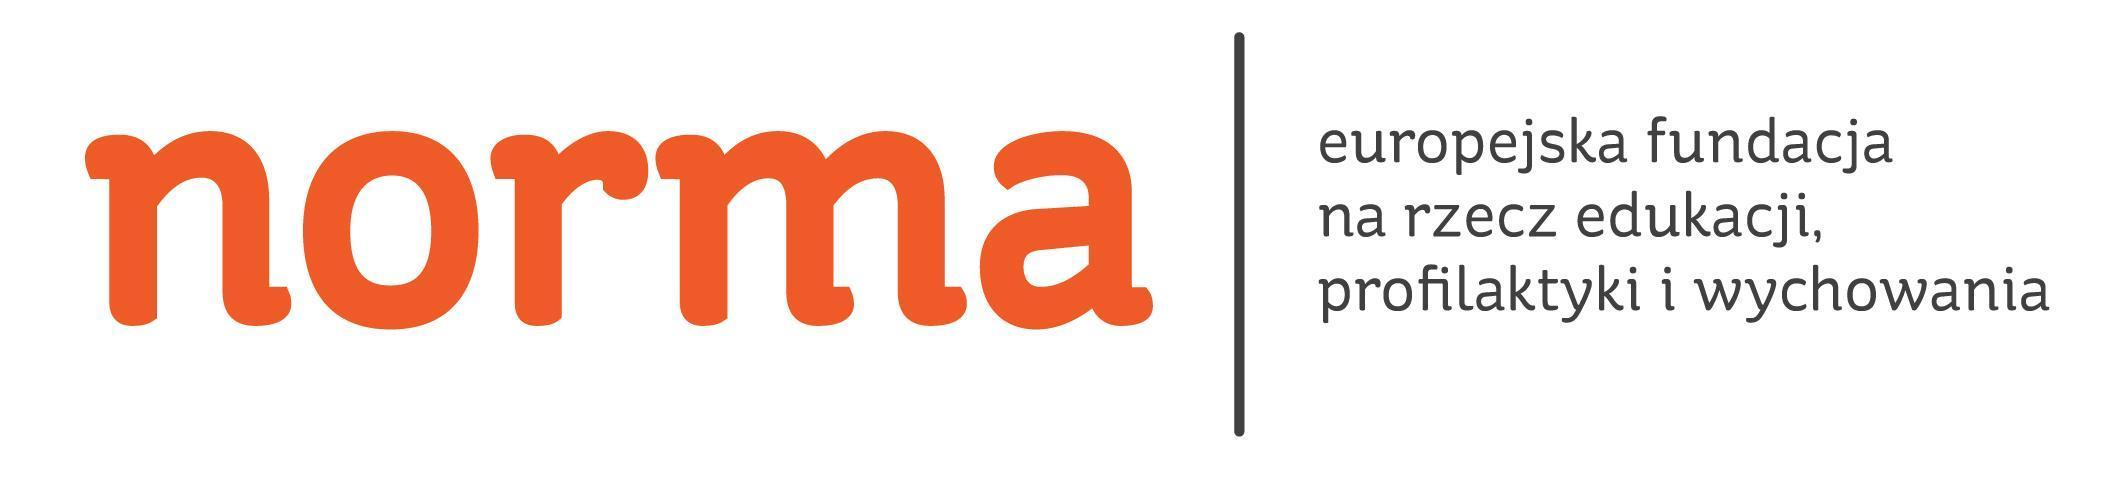 norma
europejska fundacja
na rzecz edukacji,
profilaktyki i wychowania